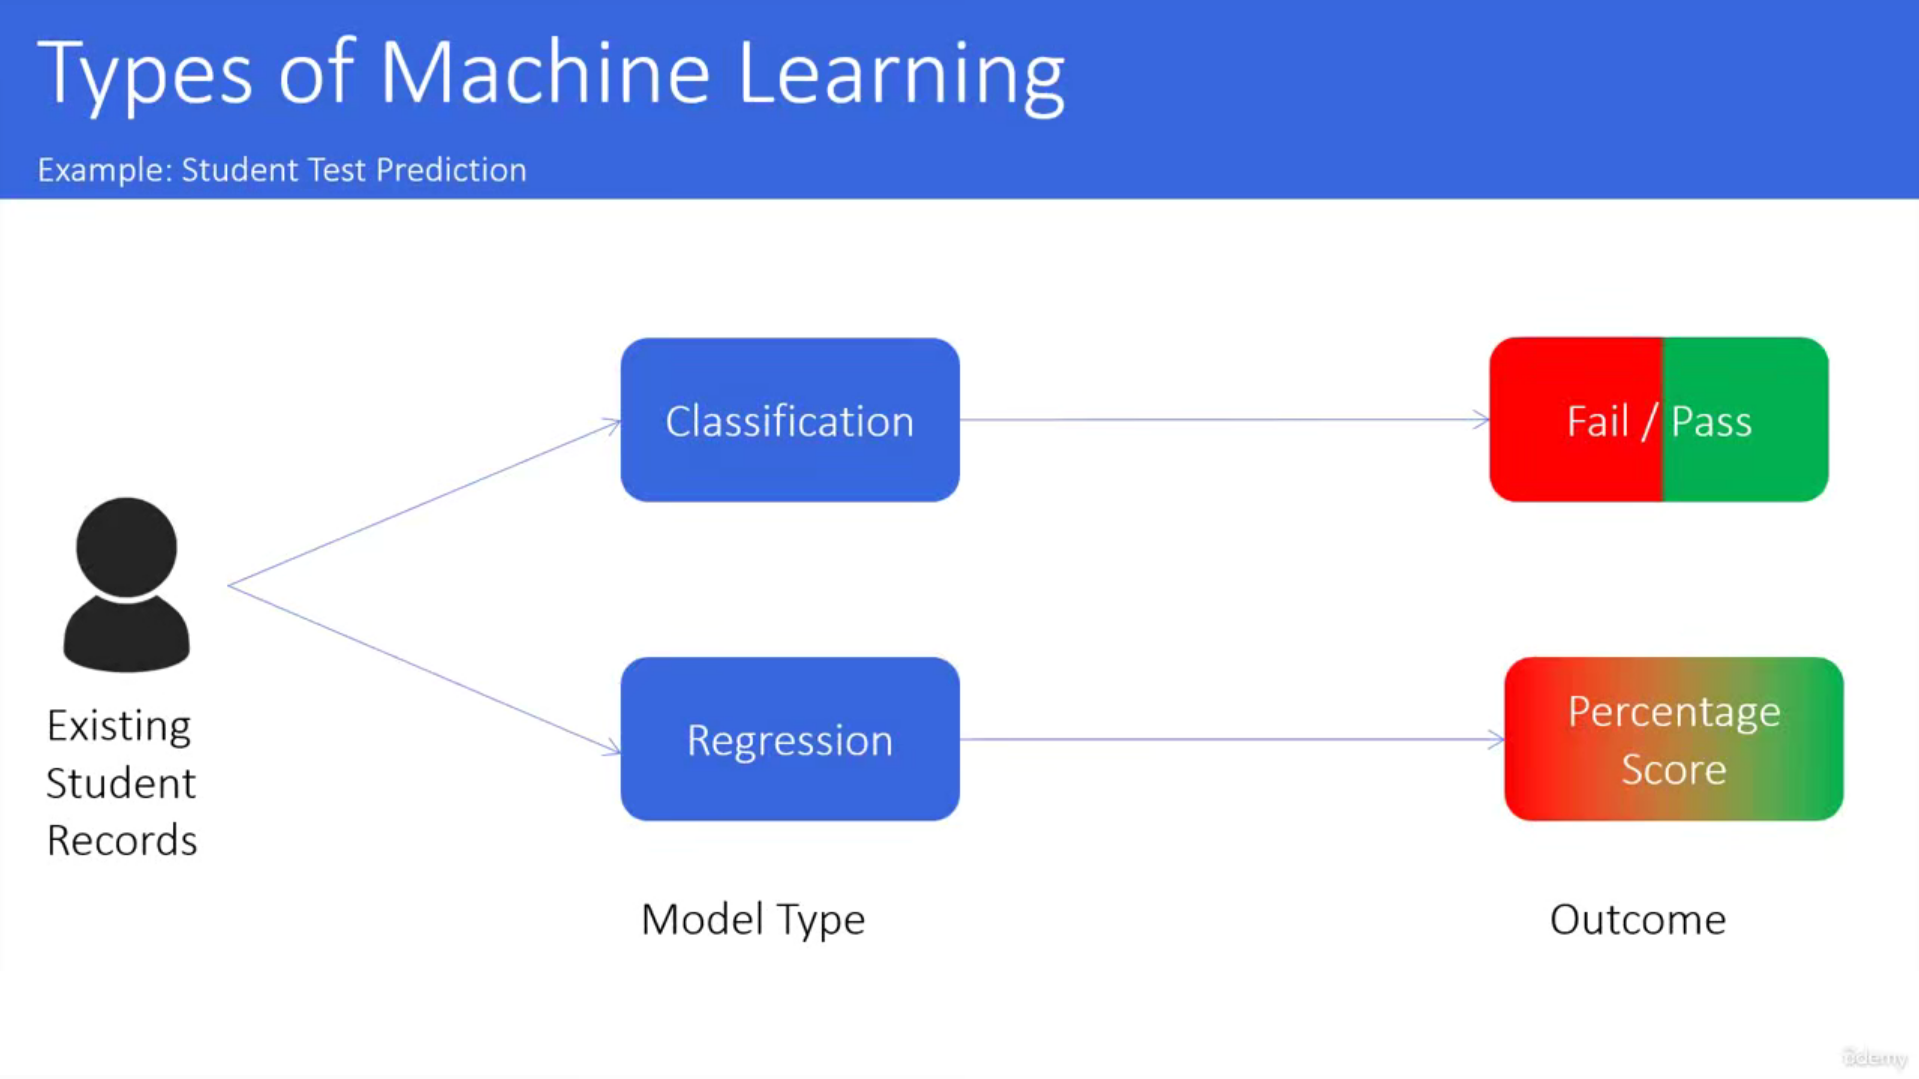 Types of Machine Learning
Example: Student Test Prediction
Classification
Fail / Pass
Existing
Student
Records
Regression
Percentage
Score
Model Type
Outcome
ûdemy